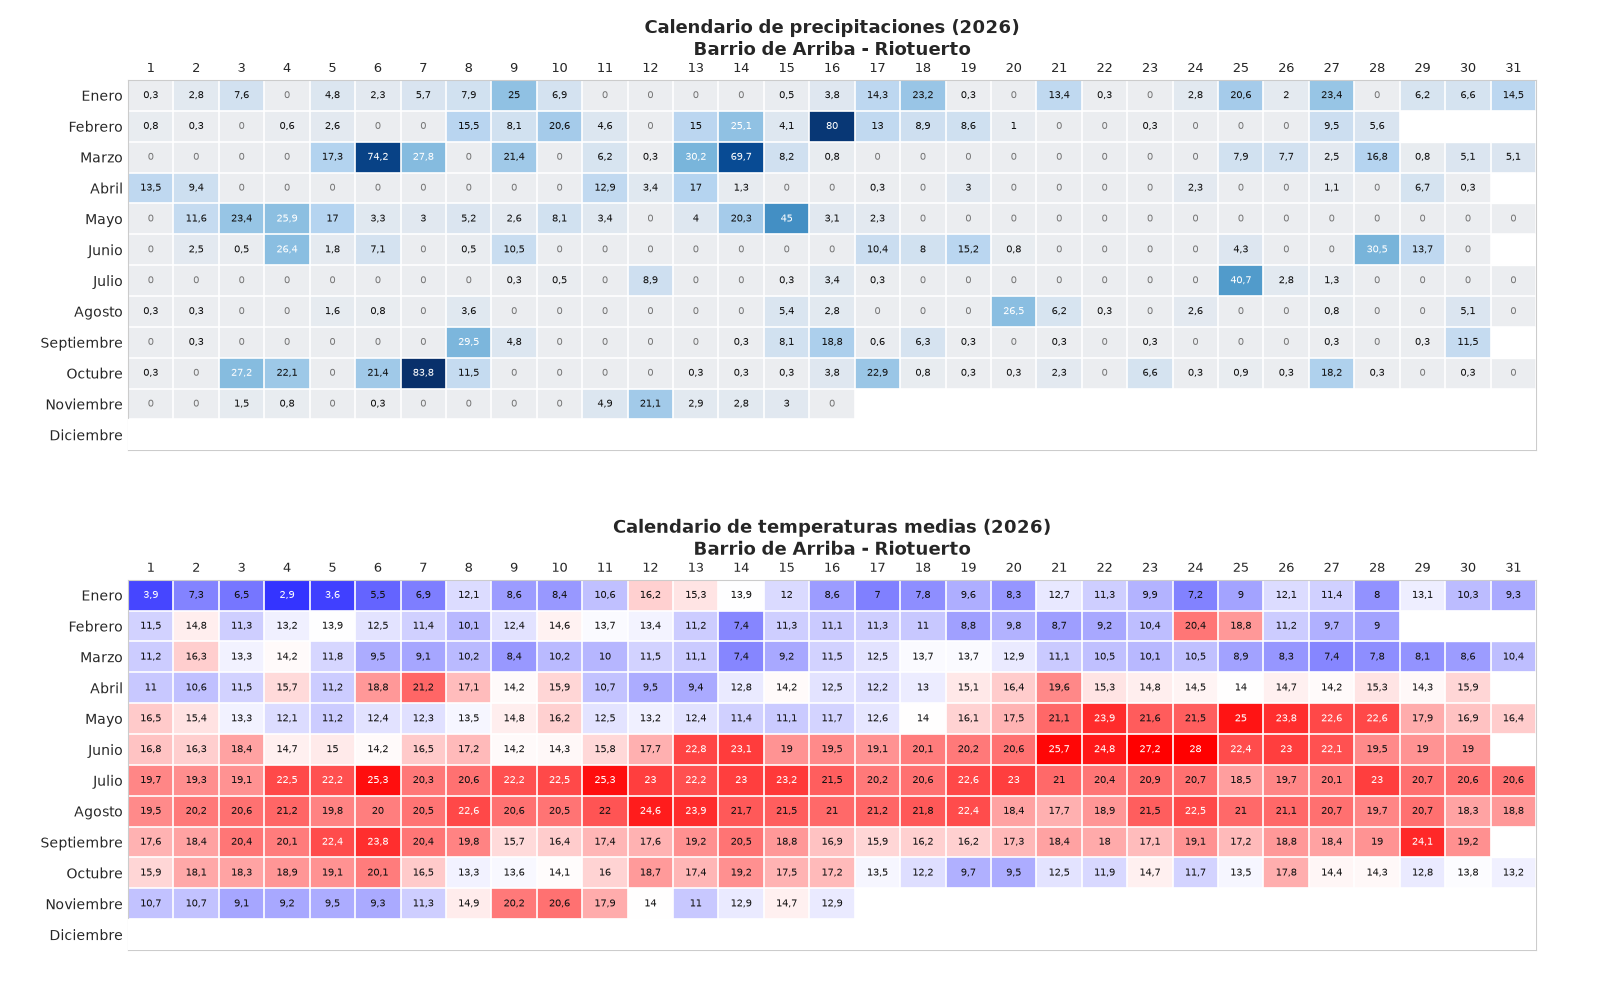 Calendario de precipitaciones (2026)
Barrio de Arriba - Riotuerto
1 2 3 4 5 6 7 8 9 10 11 12 13 14 15 16 17 18 19 20 21 22 23 24 25 26 27 28 29 30 31
Enero 0,3 2,8 7,6 0 4,8 2,3 5,7 7,9 25 6,9 0 0 0 0 0,5 3,8 14,3 23,2 0,3 0 13,4 0,3 0 2,8 20,6 2 23,4 0 6,2 6,6 14,5
Febrero 0,8 0,3 0 0,6 2,6 0 0 15,5 8,1 20,6 4,6 0 15 25,1 4,1 80 13 8,9 8,6 1 0 0 0,3 0 0 0 9,5 5,6
Marzo 0 0 0 0 17,3 74,2 27,8 0 21,4 0 6,2 0,3 30,2 69,7 8,2 0,8 0 0 0 0 0 0 0 0 7,9 7,7 2,5 16,8 0,8 5,1 5,1
Abril 13,5 9,4 0 0 0 0 0 0 0 0 12,9 3,4 17 1,3 0 0 0,3 0 3 0 0 0 0 2,3 0 0 1,1 0 6,7 0,3
Mayo 0 11,6 23,4 25,9 17 3,3 3 5,2 2,6 8,1 3,4 0 4 20,3 45 3,1 2,3 0 0 0 0 0 0 0 0 0 0 0 0 0 0
Junio 0 2,5 0,5 26,4 1,8 7,1 0 0,5 10,5 0 0 0 0 0 0 0 10,4 8 15,2 0,8 0 0 0 0 4,3 0 0 30,5 13,7 0
Julio 0 0 0 0 0 0 0 0 0,3 0,5 0 8,9 0 0 0,3 3,4 0,3 0 0 0 0 0 0 0 40,7 2,8 1,3 0 0 0 0
Agosto 0,3 0,3 0 0 1,6 0,8 0 3,6 0 0 0 0 0 0 5,4 2,8 0 0 0 26,5 6,2 0,3 0 2,6 0 0 0,8 0 0 5,1 0
Septiembre 0 0,3 0 0 0 0 0 29,5 4,8 0 0 0 0 0,3 8,1 18,8 0,6 6,3 0,3 0 0,3 0 0,3 0 0 0 0,3 0 0,3 11,5
Octubre 0,3 0 27,2 22,1 0 21,4 83,8 11,5 0 0 0 0 0,3 0,3 0,3 3,8 22,9 0,8 0,3 0,3 2,3 0 6,6 0,3 0,9 0,3 18,2 0,3 0 0,3 0
Noviembre 0 0 1,5 0,8 0 0,3 0 0 0 0 4,9 21,1 2,9 2,8 3 0
Diciembre
Calendario de temperaturas medias (2026)
Barrio de Arriba - Riotuerto
1 2 3 4 5 6 7 8 9 10 11 12 13 14 15 16 17 18 19 20 21 22 23 24 25 26 27 28 29 30 31
Enero 3,9 7,3 6,5 2,9 3,6 5,5 6,9 12,1 8,6 8,4 10,6 16,2 15,3 13,9 12 8,6 7 7,8 9,6 8,3 12,7 11,3 9,9 7,2 9 12,1 11,4 8 13,1 10,3 9,3
Febrero 11,5 14,8 11,3 13,2 13,9 12,5 11,4 10,1 12,4 14,6 13,7 13,4 11,2 7,4 11,3 11,1 11,3 11 8,8 9,8 8,7 9,2 10,4 20,4 18,8 11,2 9,7 9
Marzo 11,2 16,3 13,3 14,2 11,8 9,5 9,1 10,2 8,4 10,2 10 11,5 11,1 7,4 9,2 11,5 12,5 13,7 13,7 12,9 11,1 10,5 10,1 10,5 8,9 8,3 7,4 7,8 8,1 8,6 10,4
Abril 11 10,6 11,5 15,7 11,2 18,8 21,2 17,1 14,2 15,9 10,7 9,5 9,4 12,8 14,2 12,5 12,2 13 15,1 16,4 19,6 15,3 14,8 14,5 14 14,7 14,2 15,3 14,3 15,9
Mayo 16,5 15,4 13,3 12,1 11,2 12,4 12,3 13,5 14,8 16,2 12,5 13,2 12,4 11,4 11,1 11,7 12,6 14 16,1 17,5 21,1 23,9 21,6 21,5 25 23,8 22,6 22,6 17,9 16,9 16,4
Junio 16,8 16,3 18,4 14,7 15 14,2 16,5 17,2 14,2 14,3 15,8 17,7 22,8 23,1 19 19,5 19,1 20,1 20,2 20,6 25,7 24,8 27,2 28 22,4 23 22,1 19,5 19 19
Julio 19,7 19,3 19,1 22,5 22,2 25,3 20,3 20,6 22,2 22,5 25,3 23 22,2 23 23,2 21,5 20,2 20,6 22,6 23 21 20,4 20,9 20,7 18,5 19,7 20,1 23 20,7 20,6 20,6
Agosto 19,5 20,2 20,6 21,2 19,8 20 20,5 22,6 20,6 20,5 22 24,6 23,9 21,7 21,5 21 21,2 21,8 22,4 18,4 17,7 18,9 21,5 22,5 21 21,1 20,7 19,7 20,7 18,3 18,8
Septiembre 17,6 18,4 20,4 20,1 22,4 23,8 20,4 19,8 15,7 16,4 17,4 17,6 19,2 20,5 18,8 16,9 15,9 16,2 16,2 17,3 18,4 18 17,1 19,1 17,2 18,8 18,4 19 24,1 19,2
Octubre 15,9 18,1 18,3 18,9 19,1 20,1 16,5 13,3 13,6 14,1 16 18,7 17,4 19,2 17,5 17,2 13,5 12,2 9,7 9,5 12,5 11,9 14,7 11,7 13,5 17,8 14,4 14,3 12,8 13,8 13,2
Noviembre 10,7 10,7 9,1 9,2 9,5 9,3 11,3 14,9 20,2 20,6 17,9 14 11 12,9 14,7 12,9
Diciembre